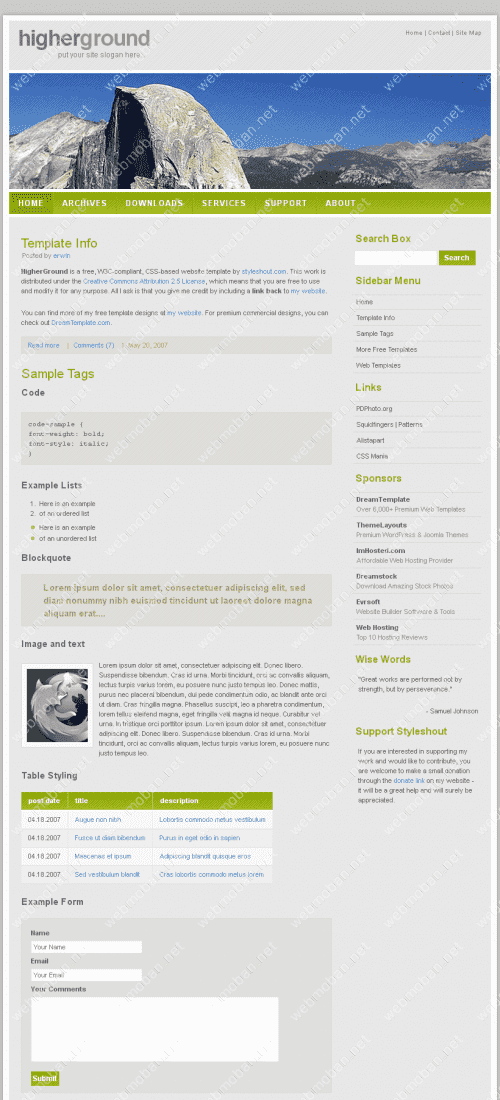 higherground
put your site slogan here...
Home | Contact | Site Map
HOME ARCHIVES DOWNLOADS SERVICES SUPPORT ABOUT
Template Info
Posted by erwin
HigherGround is a free, W3C-compliant, CSS-based website template by styleshout.com. This work is
distributed under the Creative Commons Attribution 2.5 License, which means that you are free to use
and modify it for any purpose. All I ask is that you give me credit by including a link back to my website.
You can find more of my free template designs at my website. For premium commercial designs, you can
check out DreamTemplate.com.
Read more | Comments (7) | May 20, 2007
Sample Tags
Code
code-sample {
font-weight: bold;
font-style: italic;
}
Example Lists
1. Here is an example
2. of an ordered list
Here is an example
of an unordered list
Blockquote
Lorem ipsum dolor sit amet, consectetuer adipiscing elit, sed
diam nonummy nibh euismod tincidunt ut laoreet dolore magna
aliquam erat....
Image and text
Lorem ipsum dolor sit amet, consectetuer adipiscing elit. Donec libero.
Suspendisse bibendum. Cras id urna. Morbi tincidunt, orci ac convallis aliquam,
lectus turpis varius lorem, eu posuere nunc justo tempus leo. Donec mattis,
purus nec placerat bibendum, dui pede condimentum odio, ac blandit ante orci
ut diam. Cras fringilla magna. Phasellus suscipit, leo a pharetra condimentum,
lorem tellus eleifend magna, eget fringilla velit magna id neque. Curabitur vel
urna. In tristique orci porttitor ipsum. Lorem ipsum dolor sit amet, consectetuer
adipiscing elit. Donec libero. Suspendisse bibendum. Cras id urna. Morbi
tincidunt, orci ac convallis aliquam, lectus turpis varius lorem, eu posuere nunc
justo tempus leo.
Table Styling
post date title description
04.18.2007 Augue non nibh Lobortis commodo metus vestibulum
04.18.2007 Fusce ut diam bibendum Purus in eget odio in sapien
04.18.2007 Maecenas et ipsum Adipiscing blandit quisque eros
04.18.2007 Sed vestibulum blandit Cras lobortis commodo metus lorem
Example Form
Name
Your Name
Email
Your Email
Your Comments
Submit
Search Box
Search
Sidebar Menu
Home
Template Info
Sample Tags
More Free Templates
Web Templates
Links
PDPhoto.org
Squidfingers | Patterns
Alistapart
CSS Mania
Sponsors
DreamTemplate
Over 6,000+ Premium Web Templates
ThemeLayouts
Premium WordPress & Joomla Themes
ImHosted.com
Affordable Web Hosting Provider
Dreamstock
Download Amazing Stock Photos
Evrsoft
Website Builder Software & Tools
Web Hosting
Top 10 Hosting Reviews
Wise Words
"Great works are performed not by
strength, but by perseverance."
- Samuel Johnson
Support Styleshout
If you are interested in supporting my
work and would like to contribute, you
are welcome to make a small donation
through the donate link on my website -
it will be a great help and will surely be
appreciated.